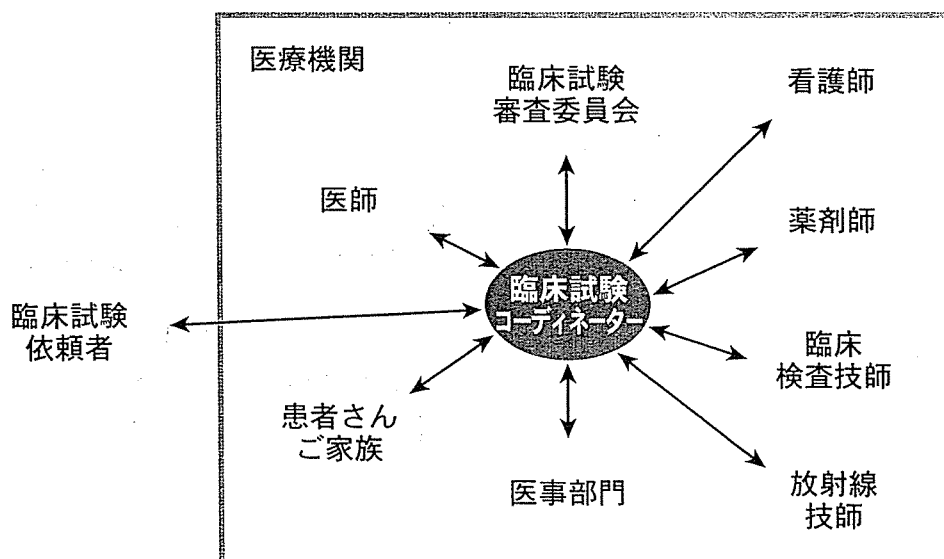 医療機関
臨床試験
審査委員会
看護師
医師
薬剤師
臨床試験
コーディネーター
臨床試験
依頼者
臨床
検査技師
患者さん
ご家族
医事部門
放射線
技師